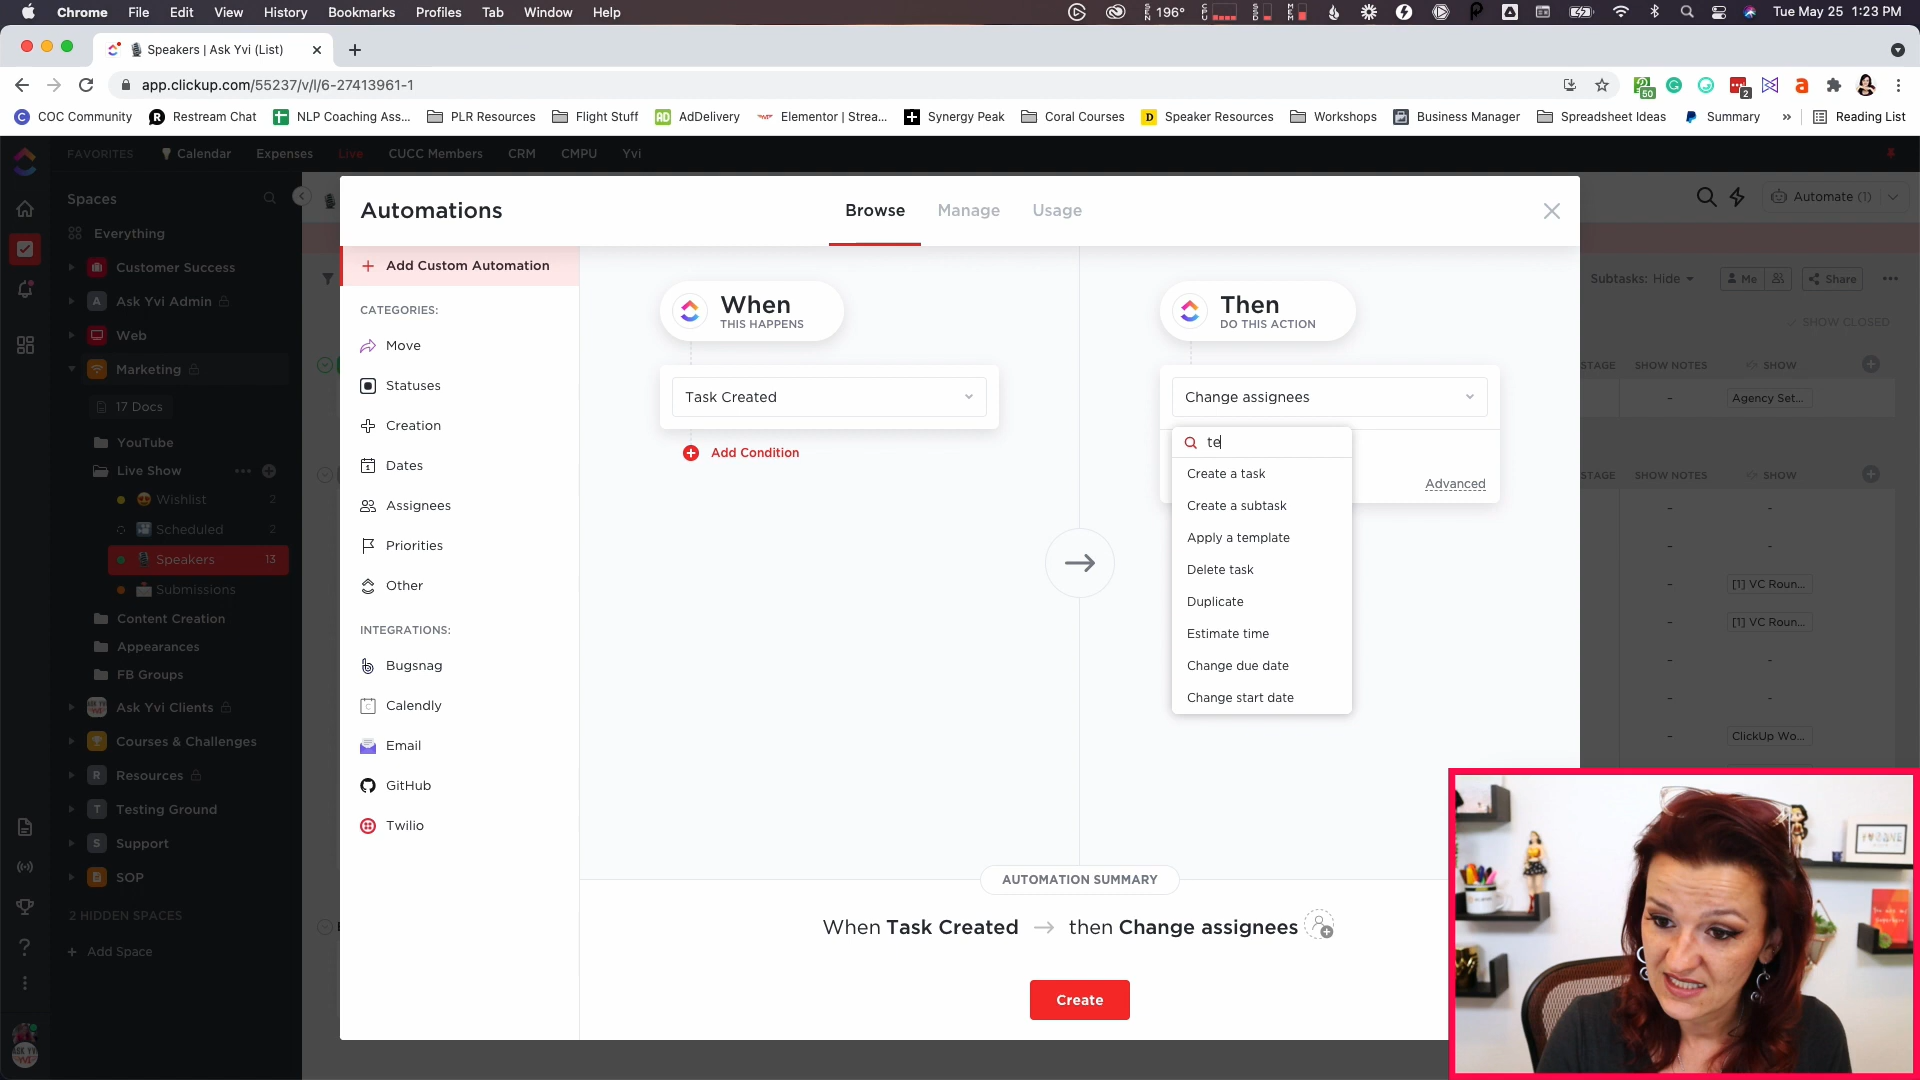 Chrome File Edit View History Bookmarks Profiles Tab Window Help
196° Tue May 25 1:23 PM
Speakers | Ask Yvi (List)
app.clickup.com/55237/v/l/6-27413961-1
50 2
COC Community Restream Chat NLP Coaching Ass... PLR Resources Flight Stuff AdDelivery Elementor | Strea... Synergy Peak Coral Courses Speaker Resources Workshops Business Manager Spreadsheet Ideas Summary » Reading List
FAVORITES Calendar Expenses Live CUCC Members CRM CMPU Yvi
Spaces
Everything
Customer Success
A Ask Yvi Admin
Web
Marketing
17 Docs
YouTube
Live Show
Wishlist 2
Scheduled 2
Speakers 13
Submissions
Content Creation
Appearances
FB Groups
Ask Yvi Clients
Courses & Challenges
R Resources
T Testing Ground
S Support
SOP
2 HIDDEN SPACES
+ Add Space
Automations
Browse Manage Usage
+ Add Custom Automation
CATEGORIES:
Move
Statuses
Creation
Dates
Assignees
Priorities
Other
INTEGRATIONS:
Bugsnag
Calendly
Email
GitHub
Twilio
When
THIS HAPPENS
Task Created
Add Condition
Then
DO THIS ACTION
Change assignees
te
Create a task
Create a subtask
Apply a template
Delete task
Duplicate
Estimate time
Change due date
Change start date
Advanced
AUTOMATION SUMMARY
When Task Created → then Change assignees
Create
Automate (1)
Subtasks: Hide Me Share
SHOW CLOSED
STAGE SHOW NOTES SHOW
- Agency Set...
STAGE SHOW NOTES SHOW
- -
- -
- [1] VC Roun...
- [1] VC Roun...
- -
- -
- ClickUp Wo...
ASK YVI